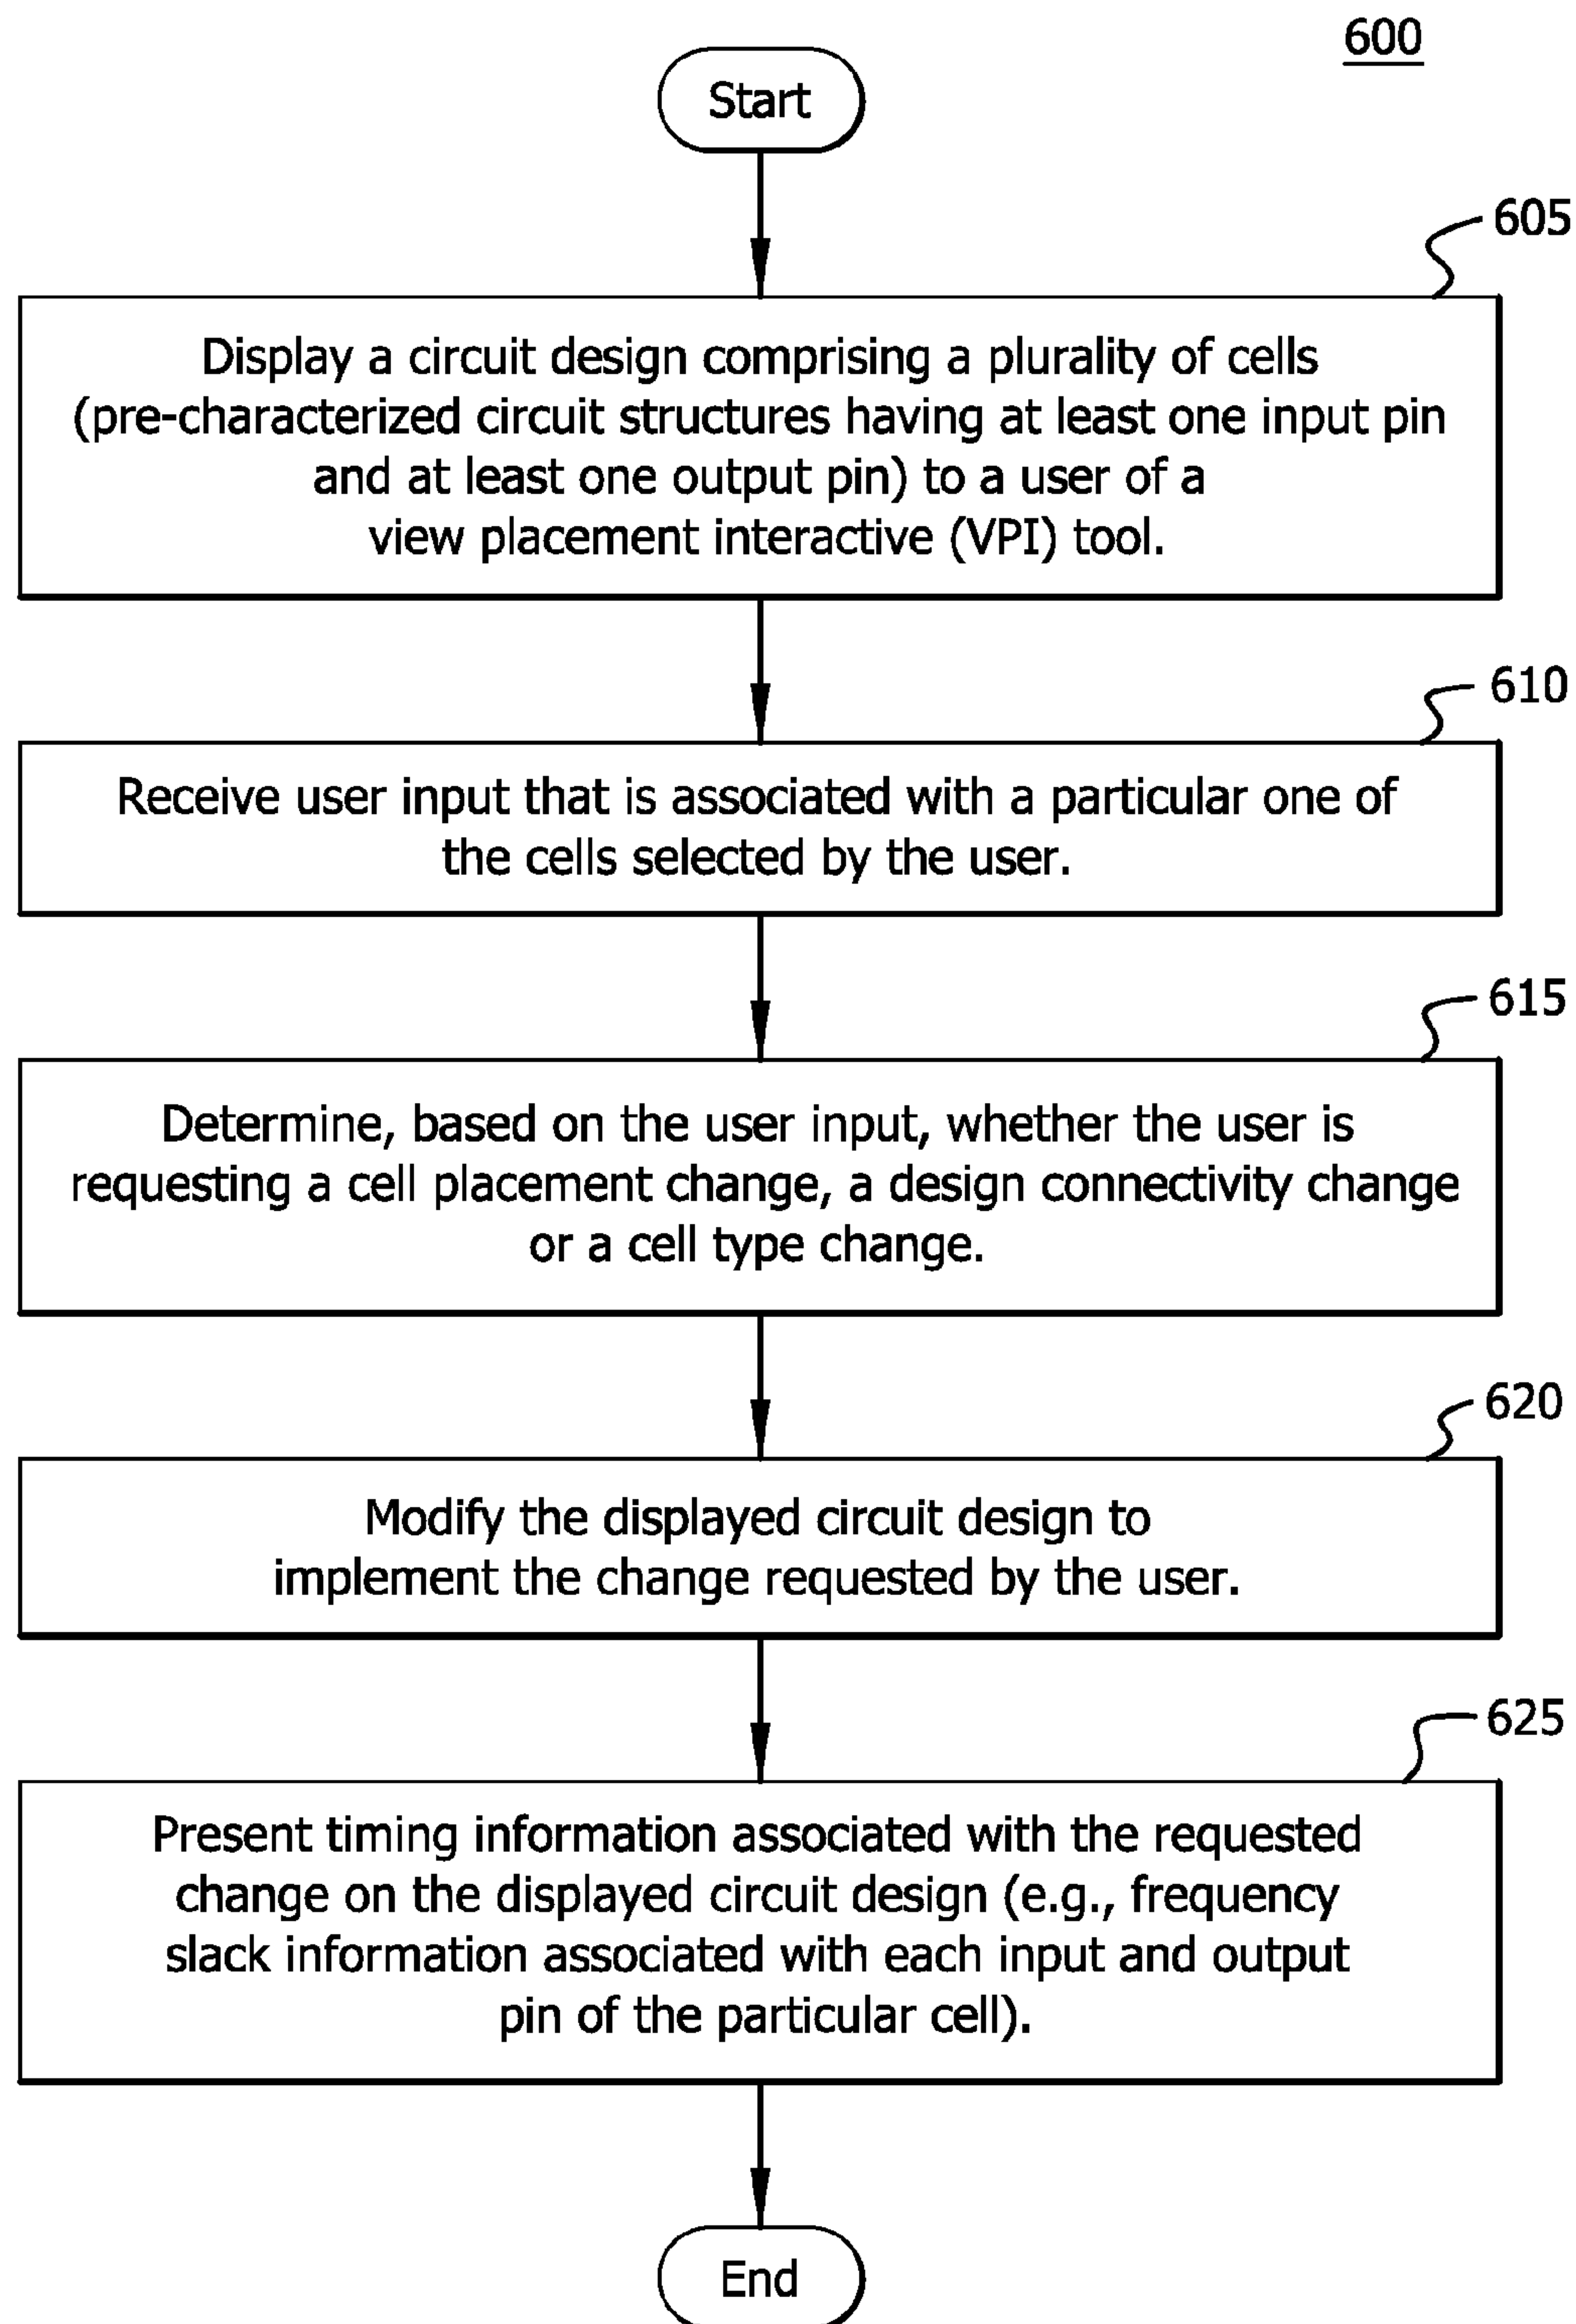 600
Start
605
Display a circuit design comprising a plurality of cells
(pre-characterized circuit structures having at least one input pin
and at least one output pin) to a user of a
view placement interactive (VPI) tool.
610
Receive user input that is associated with a particular one of
the cells selected by the user.
615
Determine, based on the user input, whether the user is
requesting a cell placement change, a design connectivity change
or a cell type change.
620
Modify the displayed circuit design to
implement the change requested by the user.
625
Present timing information associated with the requested
change on the displayed circuit design (e.g., frequency
slack information associated with each input and output
pin of the particular cell).
End